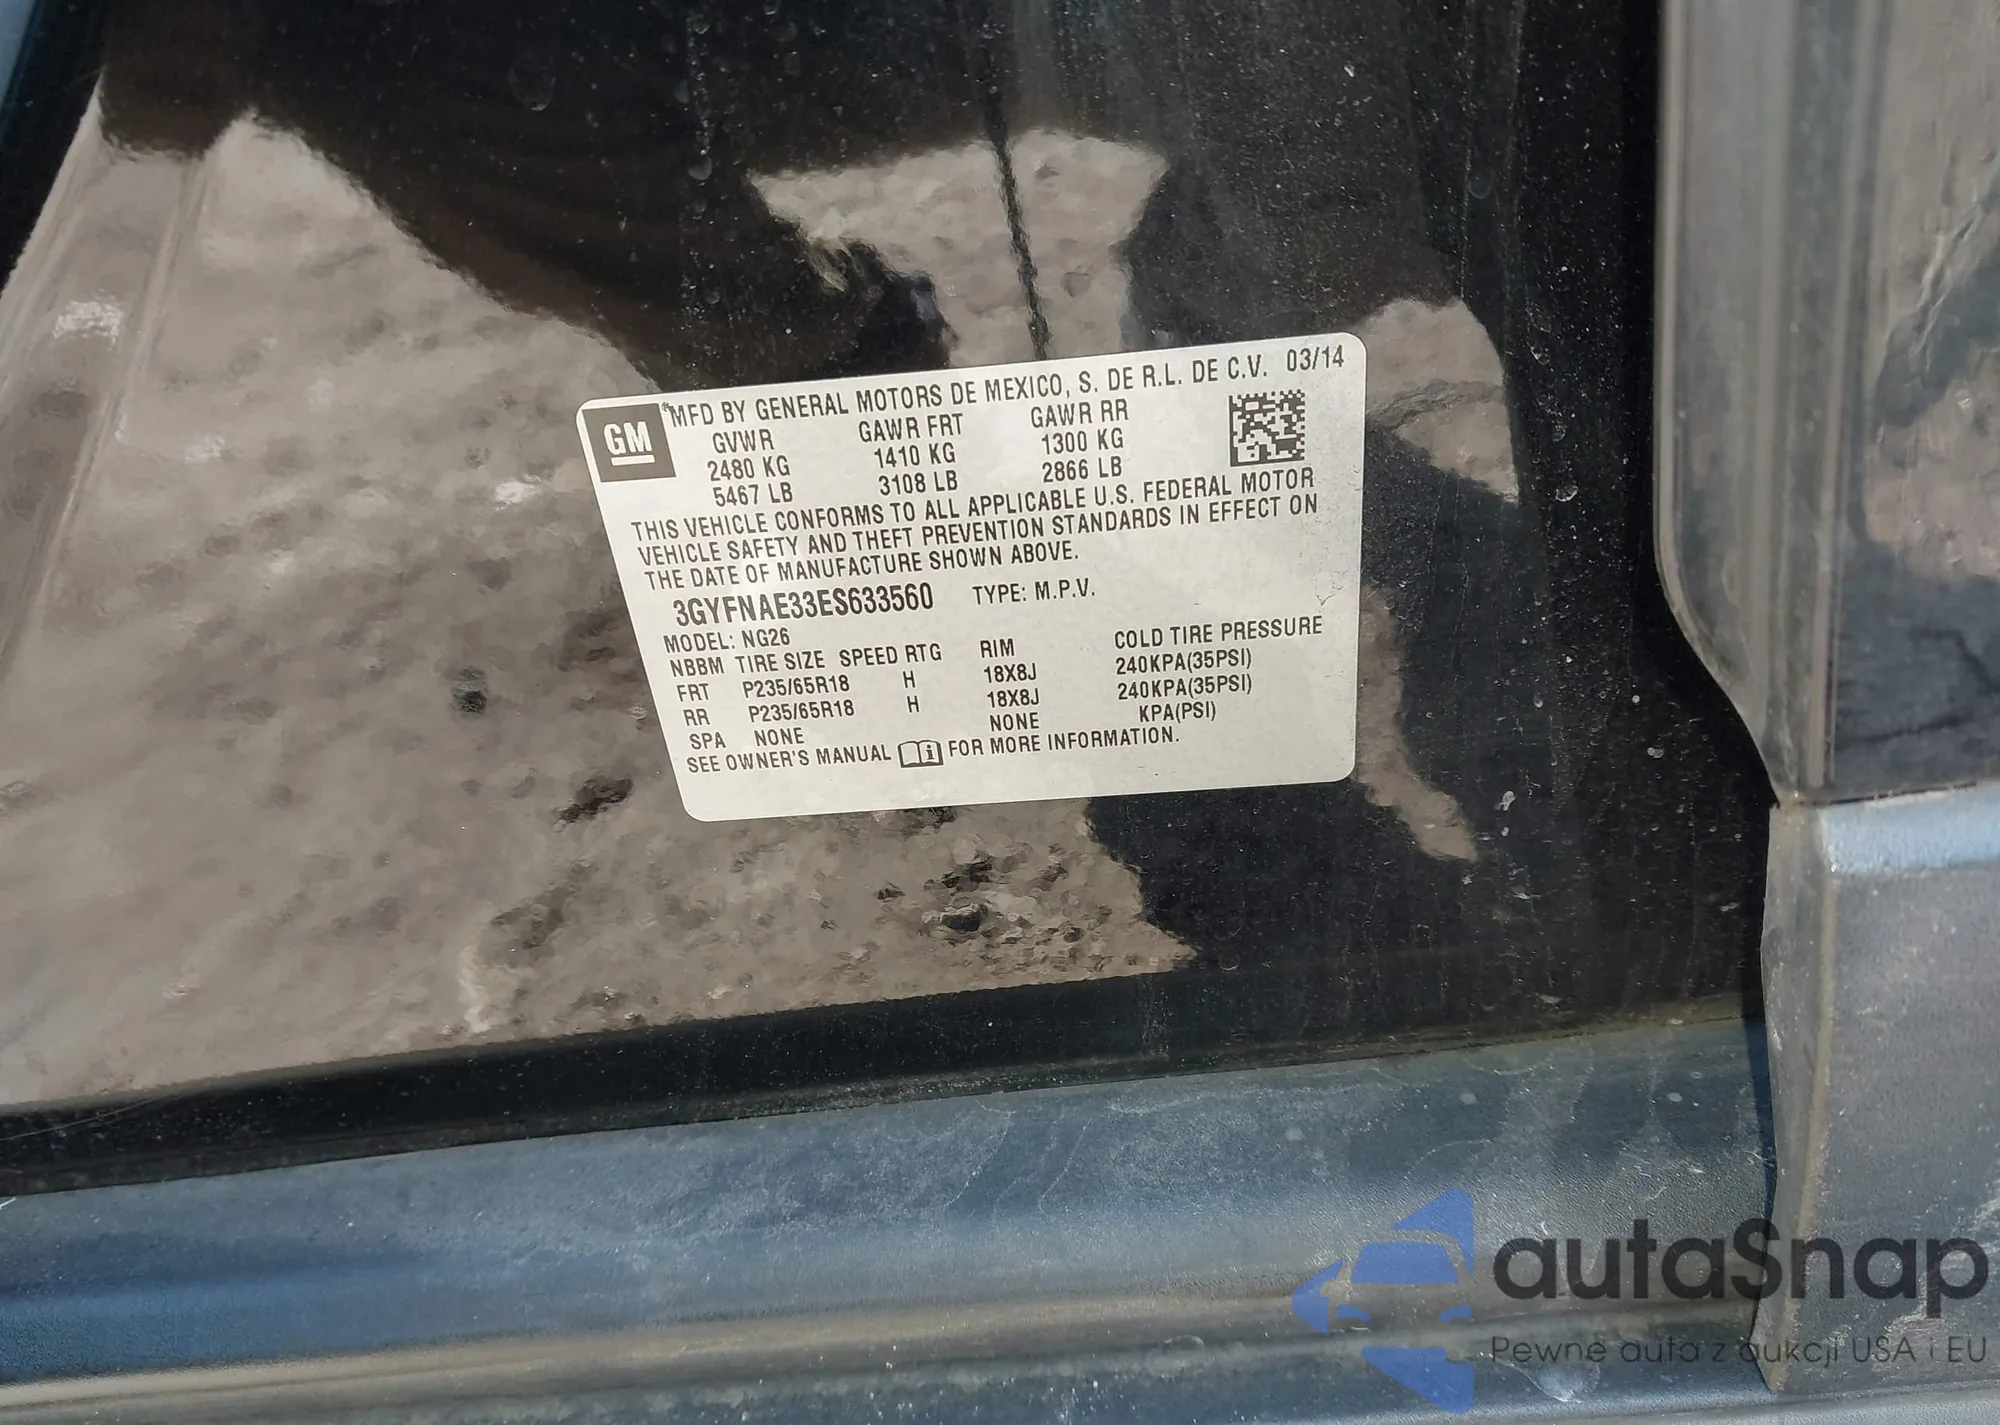 MFD BY GENERAL MOTORS DE MEXICO, S. DE R.L. DE C.V. 03/14
GM
GVWR GAWR FRT GAWR RR
2480 KG 1410 KG 1300 KG
5467 LB 3108 LB 2866 LB
THIS VEHICLE CONFORMS TO ALL APPLICABLE U.S. FEDERAL MOTOR
VEHICLE SAFETY AND THEFT PREVENTION STANDARDS IN EFFECT ON
THE DATE OF MANUFACTURE SHOWN ABOVE.
3GYFNAE33ES633560 TYPE: M.P.V.
MODEL: NG26
NBBM TIRE SIZE SPEED RTG RIM COLD TIRE PRESSURE
FRT P235/65R18 H 18X8J 240KPA(35PSI)
RR P235/65R18 H 18X8J 240KPA(35PSI)
SPA NONE NONE KPA(PSI)
SEE OWNER'S MANUAL FOR MORE INFORMATION.
autaSnap
Pewne auta z aukcji USA i EU